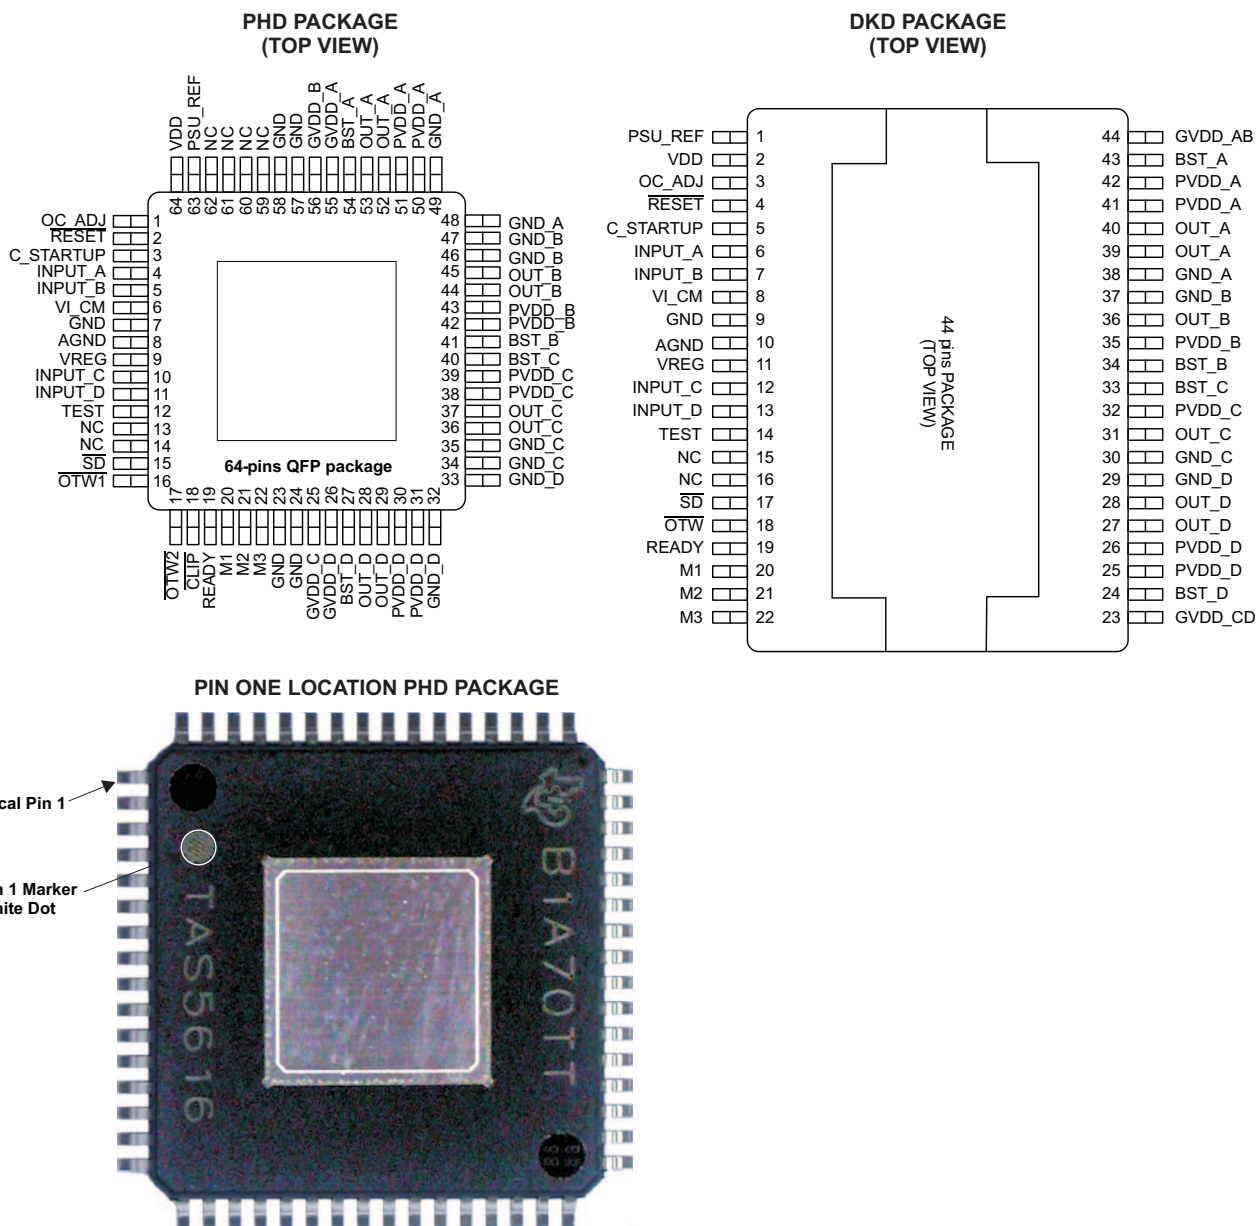 PHD PACKAGE
(TOP VIEW)
VDD
PSU_REF
NC
NC
NC
NC
GND
GND
GVDD_B
GVDD_A
BST_A
OUT_A
OUT_A
PVDD_A
PVDD_A
GND_A
64
63
62
61
60
59
58
57
56
55
54
53
52
51
50
49
OC_ADJ 1
RESET 2
C_STARTUP 3
INPUT_A 4
INPUT_B 5
VI_CM 6
GND 7
AGND 8
VREG 9
INPUT_C 10
INPUT_D 11
TEST 12
NC 13
NC 14
SD 15
OTW1 16
48 GND_A
47 GND_B
46 GND_B
45 OUT_B
44 OUT_B
43 PVDD_B
42 PVDD_B
41 BST_B
40 BST_C
39 PVDD_C
38 PVDD_C
37 OUT_C
36 OUT_C
35 GND_C
34 GND_C
33 GND_D
64-pins QFP package
17
18
19
20
21
22
23
24
25
26
27
28
29
30
31
32
OTW2
CLIP
READY
M1
M2
M3
GND
GND
GVDD_C
GVDD_D
BST_D
OUT_D
OUT_D
PVDD_D
PVDD_D
GND_D
DKD PACKAGE
(TOP VIEW)
PSU_REF 1
VDD 2
OC_ADJ 3
RESET 4
C_STARTUP 5
INPUT_A 6
INPUT_B 7
VI_CM 8
GND 9
AGND 10
VREG 11
INPUT_C 12
INPUT_D 13
TEST 14
NC 15
NC 16
SD 17
OTW 18
READY 19
M1 20
M2 21
M3 22
44 pins PACKAGE
(TOP VIEW)
44 GVDD_AB
43 BST_A
42 PVDD_A
41 PVDD_A
40 OUT_A
39 OUT_A
38 GND_A
37 GND_B
36 OUT_B
35 PVDD_B
34 BST_B
33 BST_C
32 PVDD_C
31 OUT_C
30 GND_C
29 GND_D
28 OUT_D
27 OUT_D
26 PVDD_D
25 PVDD_D
24 BST_D
23 GVDD_CD
PIN ONE LOCATION PHD PACKAGE
cal Pin 1
1 Marker
ite Dot
TAS5616
B1A70TT